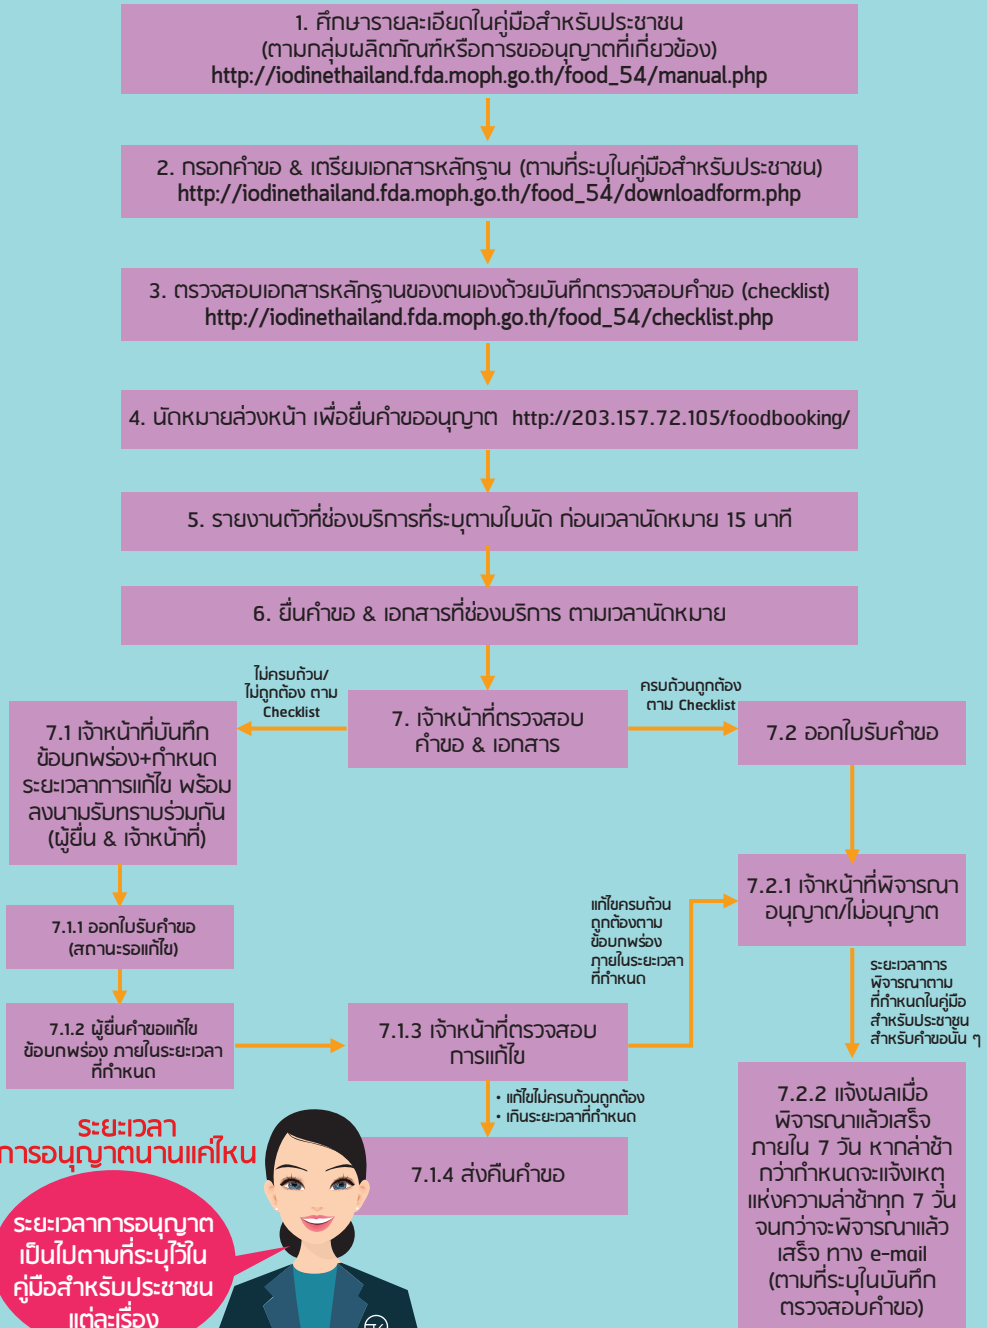 1. ศึกษารายละเอียดในคู่มือสำหรับประชาชน
(ตามกลุ่มผลิตภัณฑ์หรือการขออนุญาตที่เกี่ยวข้อง)
http://iodinethailand.fda.moph.go.th/food_54/manual.php
2. กรอกคำขอ & เตรียมเอกสารหลักฐาน (ตามที่ระบุในคู่มือสำหรับประชาชน)
http://iodinethailand.fda.moph.go.th/food_54/downloadform.php
3. ตรวจสอบเอกสารหลักฐานของตนเองด้วยบันทึกตรวจสอบคำขอ (checklist)
http://iodinethailand.fda.moph.go.th/food_54/checklist.php
4. นัดหมายล่วงหน้า เพื่อยื่นคำขออนุญาต http://203.157.72.105/foodbooking/
5. รายงานตัวที่ช่องบริการที่ระบุตามใบนัด ก่อนเวลานัดหมาย 15 นาที
6. ยื่นคำขอ & เอกสารที่ช่องบริการ ตามเวลานัดหมาย
ไม่ครบถ้วน/
ไม่ถูกต้อง ตาม
Checklist
7. เจ้าหน้าที่ตรวจสอบ
คำขอ & เอกสาร
ครบถ้วนถูกต้อง
ตาม Checklist
7.1 เจ้าหน้าที่บันทึก
ข้อบกพร่อง+กำหนด
ระยะเวลาการแก้ไข พร้อม
ลงนามรับทราบร่วมกัน
(ผู้ยื่น & เจ้าหน้าที่)
7.2 ออกใบรับคำขอ
7.1.1 ออกใบรับคำขอ
(สถานะรอแก้ไข)
7.1.2 ผู้ยื่นคำขอแก้ไข
ข้อบกพร่อง ภายในระยะเวลา
ที่กำหนด
7.1.3 เจ้าหน้าที่ตรวจสอบ
การแก้ไข
แก้ไขครบถ้วน
ถูกต้องตาม
ข้อบกพร่อง
ภายในระยะเวลา
ที่กำหนด
7.2.1 เจ้าหน้าที่พิจารณา
อนุญาต/ไม่อนุญาต
ระยะเวลาการ
พิจารณาตาม
ที่กำหนดในคู่มือ
สำหรับประชาชน
สำหรับคำขอนั้น ๆ
• แก้ไขไม่ครบถ้วนถูกต้อง
• เกินระยะเวลาที่กำหนด
7.1.4 ส่งคืนคำขอ
7.2.2 แจ้งผลเมื่อ
พิจารณาแล้วเสร็จ
ภายใน 7 วัน หากล่าช้า
กว่ากำหนดจะแจ้งเหตุ
แห่งความล่าช้าทุก 7 วัน
จนกว่าจะพิจารณาแล้ว
เสร็จ ทาง e-mail
(ตามที่ระบุในบันทึก
ตรวจสอบคำขอ)
ระยะเวลา
การอนุญาตนานแค่ไหน
ระยะเวลาการอนุญาต
เป็นไปตามที่ระบุไว้ใน
คู่มือสำหรับประชาชน
แต่ละเรื่อง